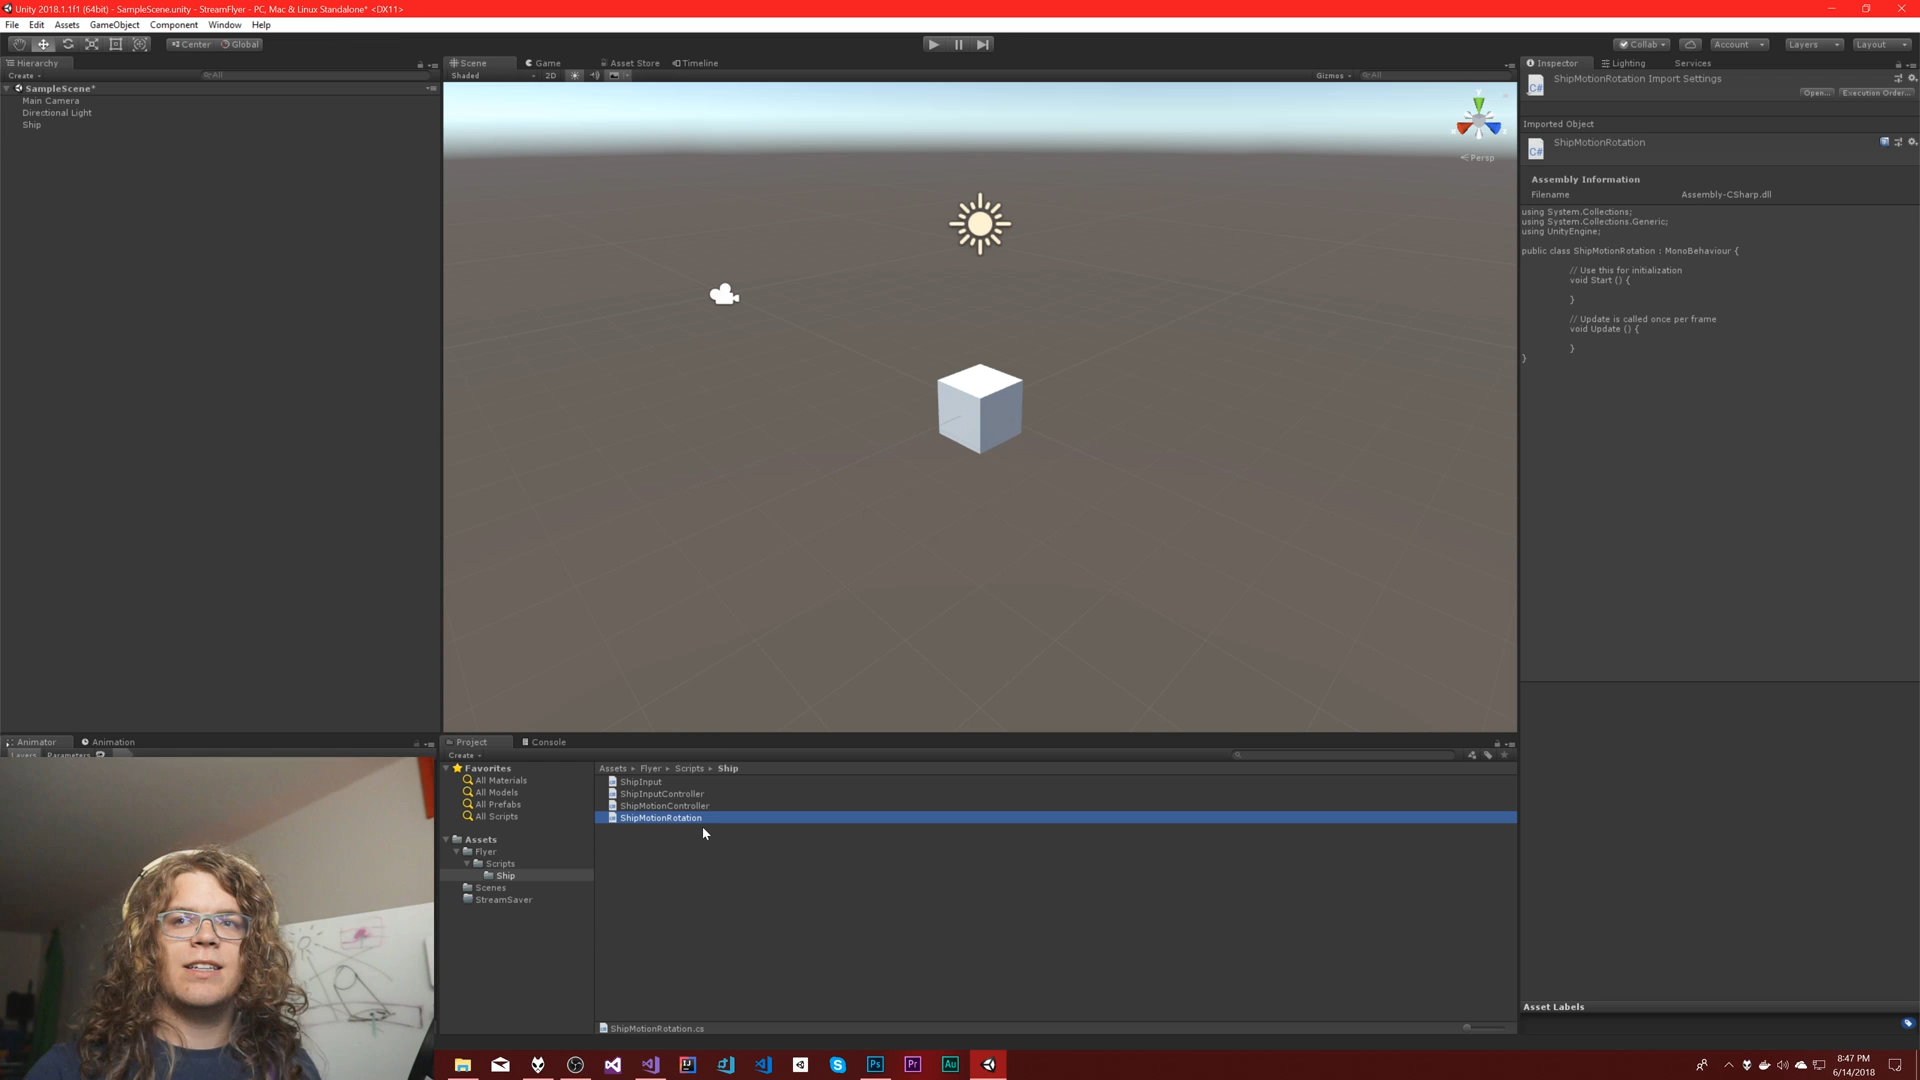 Unity 2018.1.1f1 (64bit) - SampleScene.unity - StreamFlyer - PC, Mac & Linux Standalone* <DX11>
File Edit Assets GameObject Component Window Help
Center Global
Collab Account Layers Layout
Hierarchy
Create All
SampleScene*
Main Camera
Directional Light
Ship
Scene Game Asset Store Timeline
Shaded 2D Gizmos All
y
Persp
Inspector Lighting Services
ShipMotionRotation Import Settings
C# Open... Execution Order...
Imported Object
ShipMotionRotation
C#
Assembly Information
Filename Assembly-CSharp.dll
using System.Collections;
using System.Collections.Generic;
using UnityEngine;
public class ShipMotionRotation : MonoBehaviour {
// Use this for initialization
void Start () {
}
// Update is called once per frame
void Update () {
}
}
Asset Labels
Animator Animation
Layers Parameters
Project Console
Create
Favorites
All Materials
All Models
All Prefabs
All Scripts
Assets
Flyer
Scripts
Ship
Scenes
StreamSaver
Assets Flyer Scripts Ship
ShipInput
ShipInputController
ShipMotionController
ShipMotionRotation
ShipMotionRotation.cs
IJ
S
Ps
Pr
Au
8:47 PM
6/14/2018